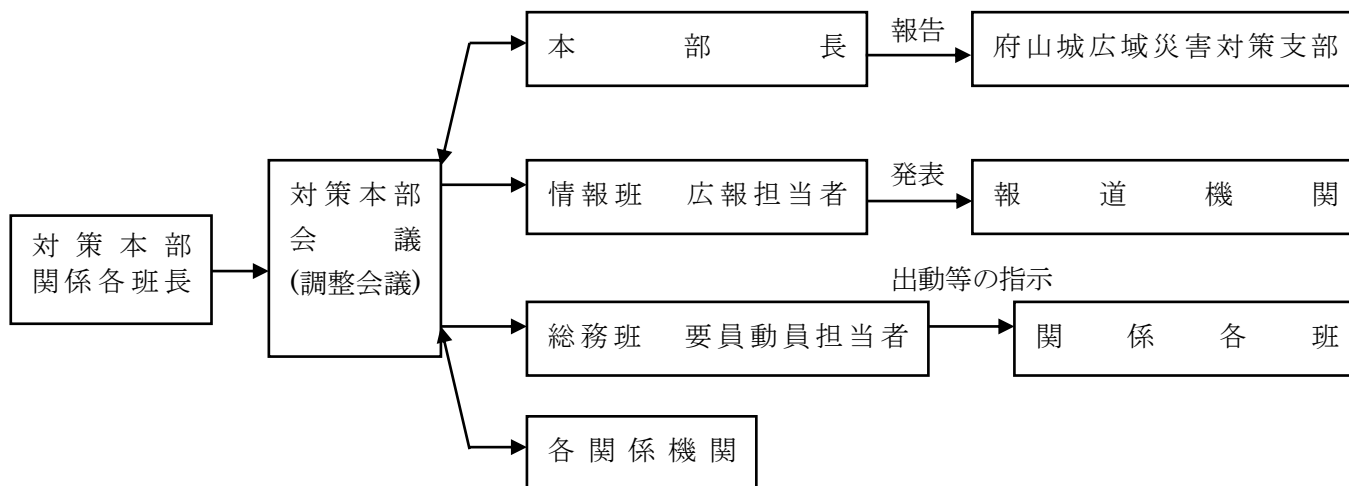 本部長
報告
府山城広域災害対策支部
対策本部
会議
(調整会議)
情報班 広報担当者
発表
報道機関
対策本部
関係各班長
出動等の指示
総務班 要員動員担当者
関係各班
各関係機関